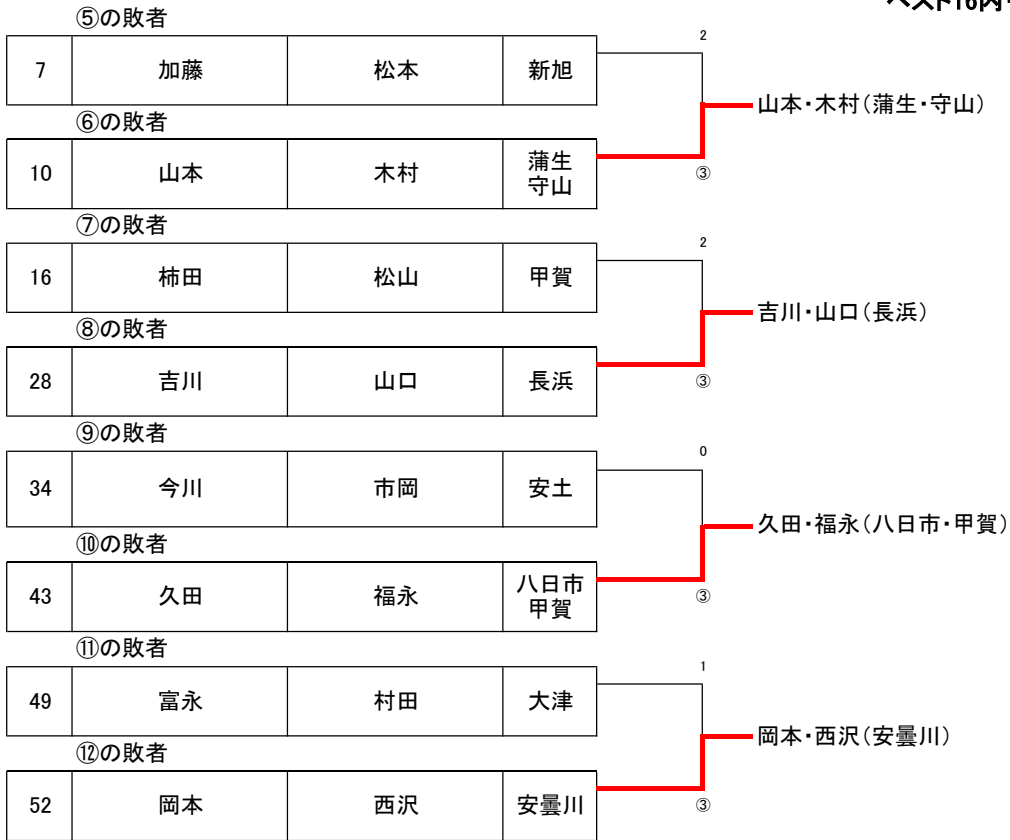 ベスト16内
⑤の敗者
7 加藤 松本 新旭
2
山本・木村(蒲生・守山)
⑥の敗者
10 山本 木村 蒲生
守山
③
⑦の敗者
16 柿田 松山 甲賀
2
吉川・山口(長浜)
⑧の敗者
28 吉川 山口 長浜
③
⑨の敗者
34 今川 市岡 安土
0
久田・福永(八日市・甲賀)
⑩の敗者
43 久田 福永 八日市
甲賀
③
⑪の敗者
49 富永 村田 大津
1
岡本・西沢(安曇川)
⑫の敗者
52 岡本 西沢 安曇川
③